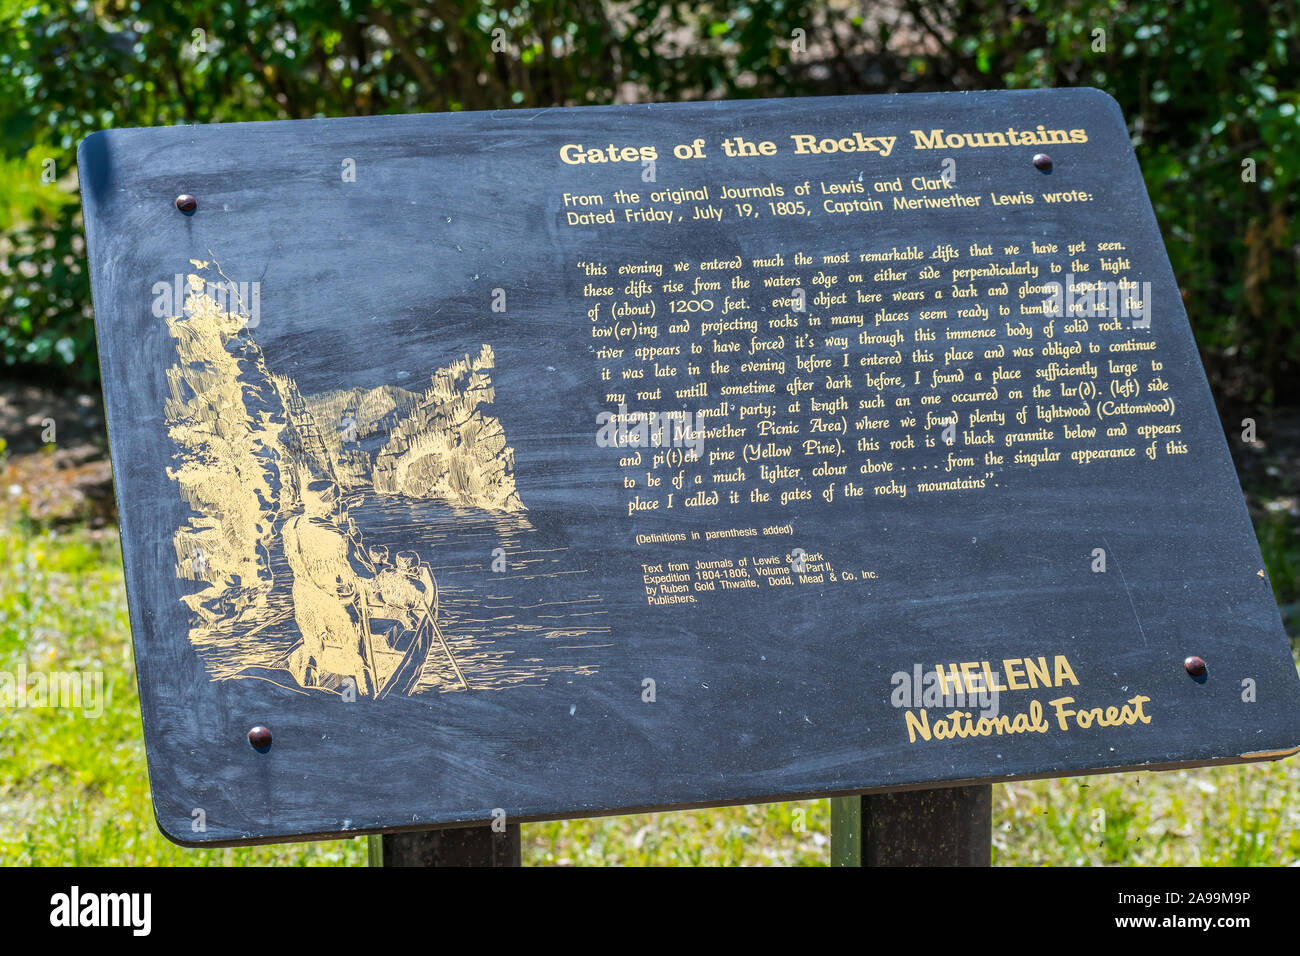 Gates of the Rocky Mountains
From the original Journals of Lewis and Clark
Dated Friday, July 19, 1805, Captain Meriwether Lewis wrote:
“this evening we entered much the most remarkable clifts that we have yet seen.
these clifts rise from the waters edge on either side perpendicularly to the hight
of (about) 1200 feet. every object here wears a dark and gloomy aspect. the
tow(er)ing and projecting rocks in many places seem ready to tumble on us. the
river appears to have forced it's way through this immence body of solid rock....
it was late in the evening before I entered this place and was obliged to continue
my rout untill sometime after dark before I found a place sufficiently large to
encamp my small party; at length such an one occurred on the lar(d). (left) side
(site of Meriwether Picnic Area) where we found plenty of lightwood (Cottonwood)
and pi(t)ch pine (Yellow Pine). this rock is a black grannite below and appears
to be of a much lighter colour above ..... from the singular appearance of this
place I called it the gates of the rocky mounatains”.
(Definitions in parenthesis added)
Text from Journals of Lewis & Clark
Expedition 1804-1806, Volume II, Part II,
by Ruben Gold Thwaite, Dodd, Mead & Co., Inc.
Publishers.
HELENA
National Forest
alamy
Image ID: 2A99M9P
www.alamy.com